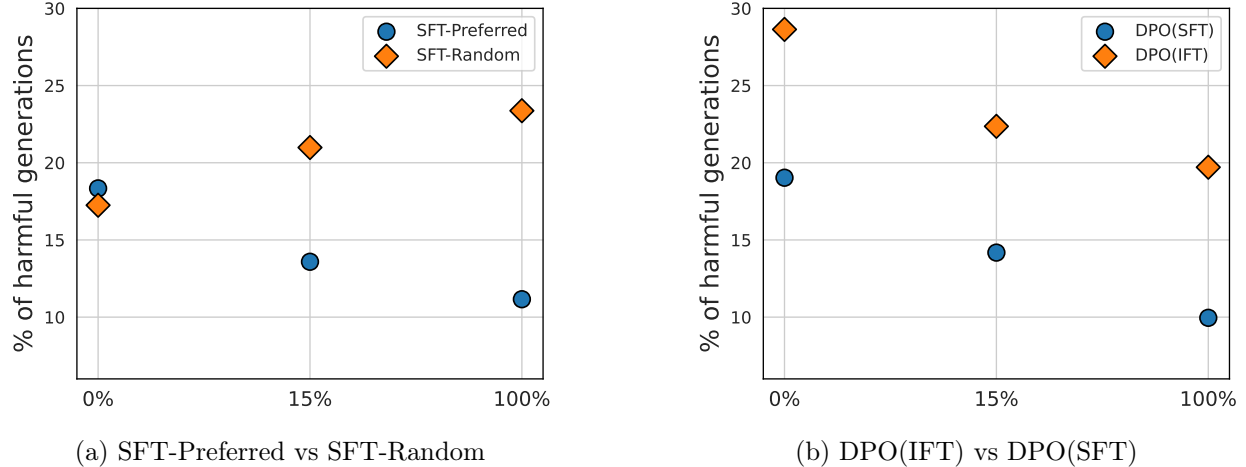 30
25
20
15
10
% of harmful generations
SFT-Preferred
SFT-Random
0%
15%
100%
(a) SFT-Preferred vs SFT-Random
30
25
20
15
10
% of harmful generations
DPO(SFT)
DPO(IFT)
0%
15%
100%
(b) DPO(IFT) vs DPO(SFT)